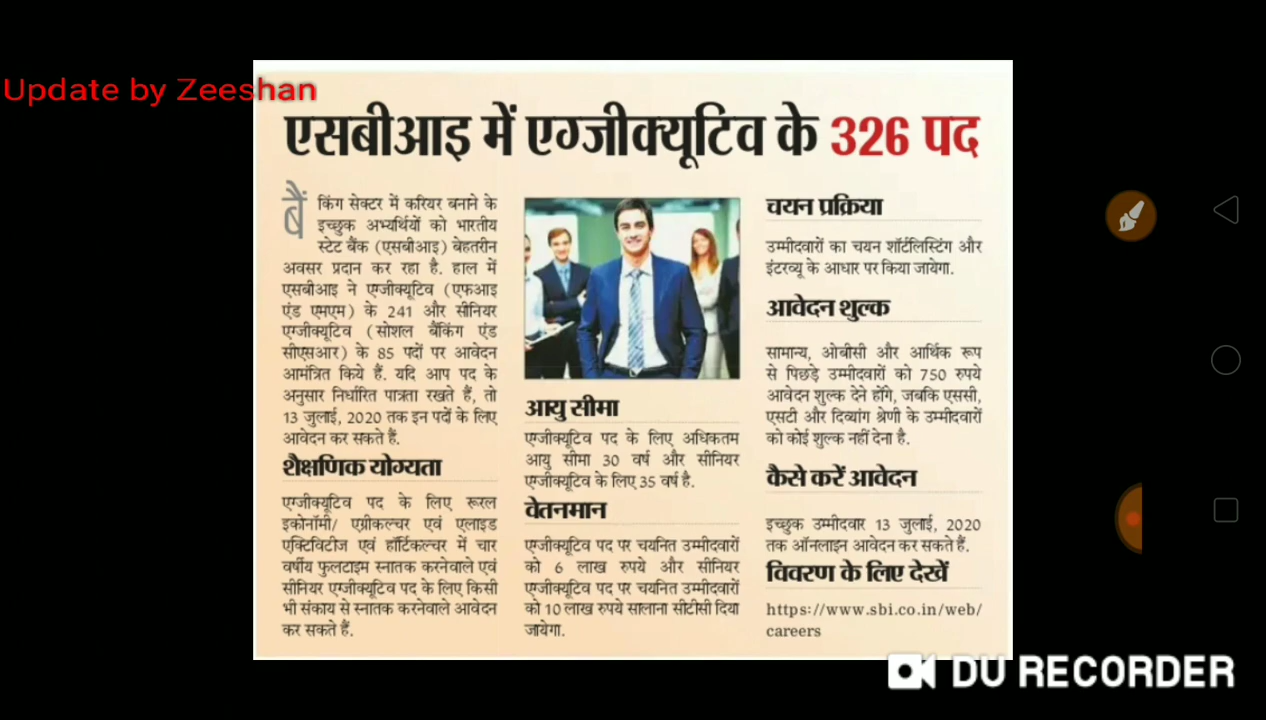 Update by Zeeshan
एसबीआइ में एग्जीक्यूटिव के 326 पद
बैंकिंग सेक्टर में करियर बनाने के
इच्छुक अभ्यर्थियों को भारतीय
स्टेट बैंक (एसबीआइ) बेहतरीन
अवसर प्रदान कर रहा है. हाल में
एसबीआइ ने एग्जीक्यूटिव (एफआइ
एंड एमएम) के 241 और सीनियर
एग्जीक्यूटिव (सोशल बैंकिंग एंड
सीएसआर) के 85 पदों पर आवेदन
आमंत्रित किये हैं. यदि आप पद के
अनुसार निर्धारित पात्रता रखते हैं, तो
13 जुलाई, 2020 तक इन पदों के लिए
आवेदन कर सकते हैं.
शैक्षणिक योग्यता
एग्जीक्यूटिव पद के लिए रूरल
इकोनॉमी/ एग्रीकल्चर एवं एलाइड
एक्टिविटीज एवं हॉर्टिकल्चर में चार
वर्षीय फुलटाइम स्नातक करनेवाले एवं
सीनियर एग्जीक्यूटिव पद के लिए किसी
भी संकाय से स्नातक करनेवाले आवेदन
कर सकते हैं.
आयु सीमा
एग्जीक्यूटिव पद के लिए अधिकतम
आयु सीमा 30 वर्ष और सीनियर
एग्जीक्यूटिव के लिए 35 वर्ष है.
वेतनमान
एग्जीक्यूटिव पद पर चयनित उम्मीदवारों
को 6 लाख रुपये और सीनियर
एग्जीक्यूटिव पद पर चयनित उम्मीदवारों
को 10 लाख रुपये सालाना सीटीसी दिया
जायेगा.
चयन प्रक्रिया
उम्मीदवारों का चयन शॉर्टलिस्टिंग और
इंटरव्यू के आधार पर किया जायेगा.
आवेदन शुल्क
सामान्य, ओबीसी और आर्थिक रूप
से पिछड़े उम्मीदवारों को 750 रुपये
आवेदन शुल्क देने होंगे, जबकि एससी,
एसटी और दिव्यांग श्रेणी के उम्मीदवारों
को कोई शुल्क नहीं देना है.
कैसे करें आवेदन
इच्छुक उम्मीदवार 13 जुलाई, 2020
तक ऑनलाइन आवेदन कर सकते हैं.
विवरण के लिए देखें
https://www.sbi.co.in/web/
careers
DU RECORDER